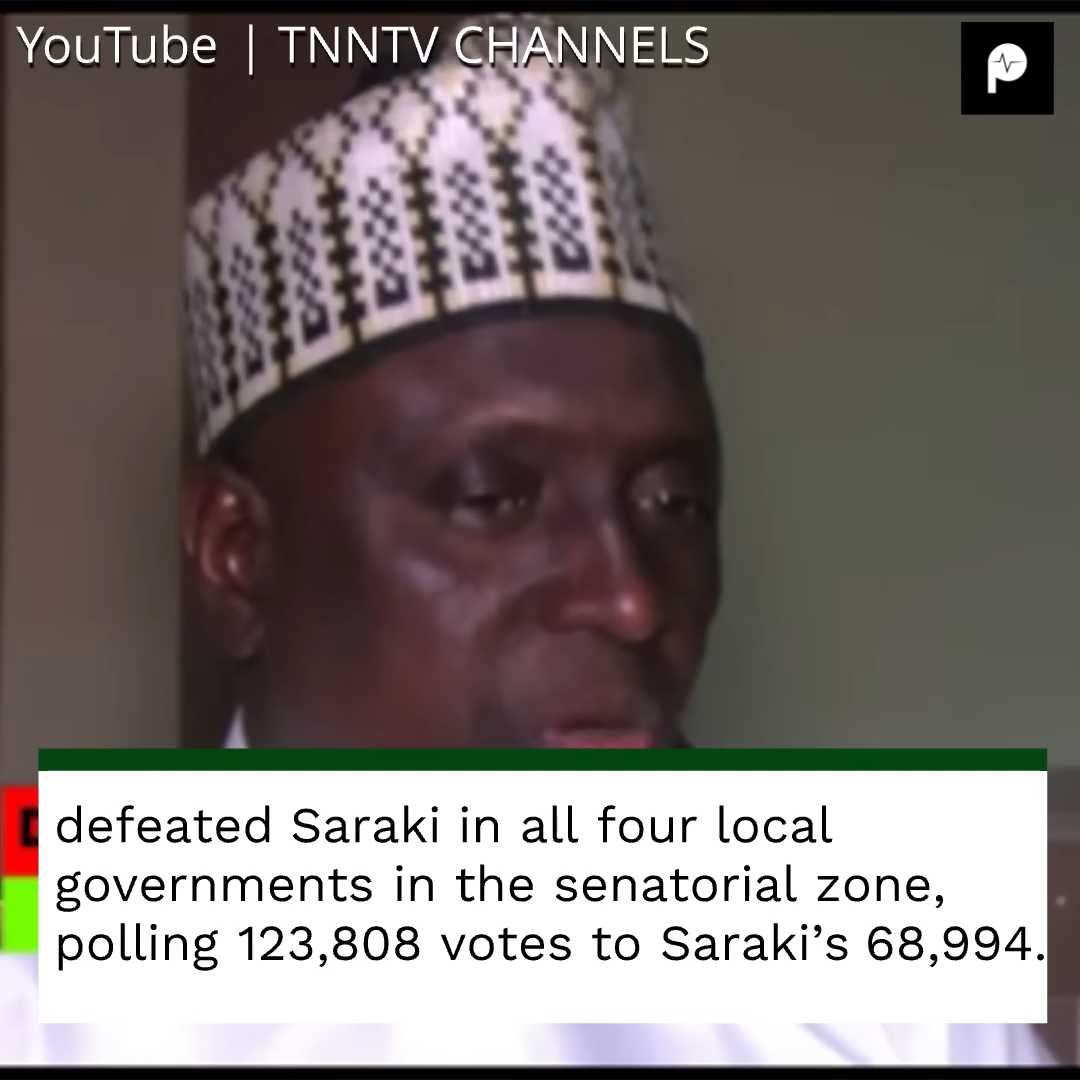 YouTube | TNNTV CHANNELS
defeated Saraki in all four local
governments in the senatorial zone,
polling 123,808 votes to Saraki’s 68,994.